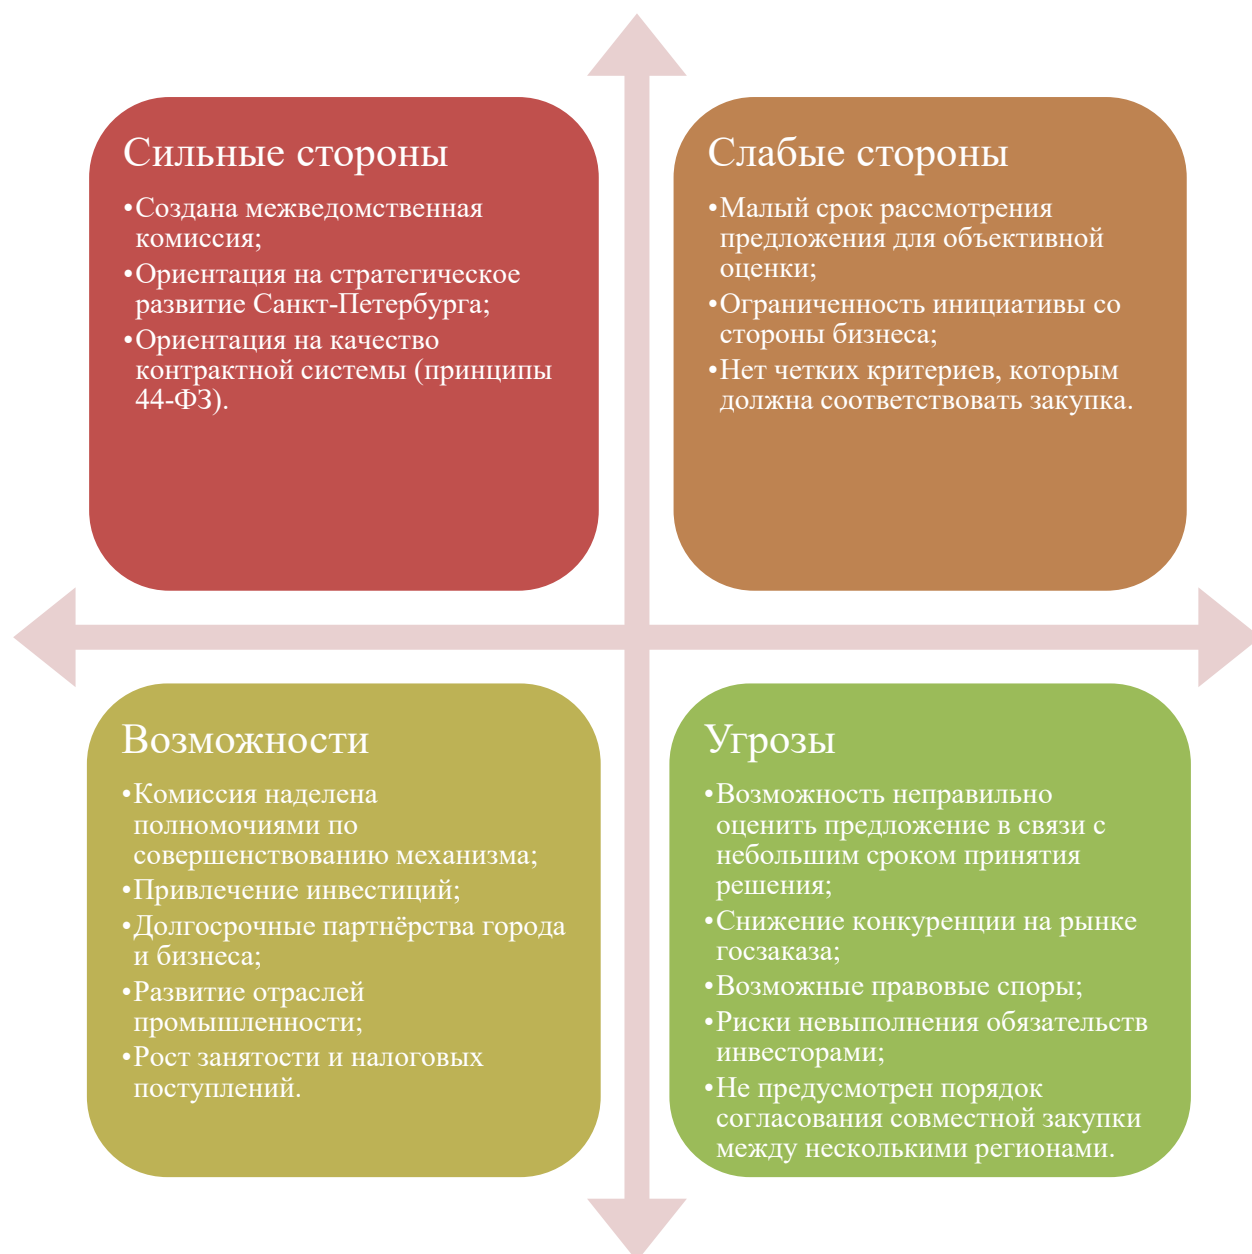 Сильные стороны
•Создана межведомственная
комиссия;
•Ориентация на стратегическое
развитие Санкт-Петербурга;
•Ориентация на качество
контрактной системы (принципы
44-ФЗ).
Слабые стороны
•Малый срок рассмотрения
предложения для объективной
оценки;
•Ограниченность инициативы со
стороны бизнеса;
•Нет четких критериев, которым
должна соответствовать закупка.
Возможности
•Комиссия наделена
полномочиями по
совершенствованию механизма;
•Привлечение инвестиций;
•Долгосрочные партнёрства города
и бизнеса;
•Развитие отраслей
промышленности;
•Рост занятости и налоговых
поступлений.
Угрозы
•Возможность неправильно
оценить предложение в связи с
небольшим сроком принятия
решения;
•Снижение конкуренции на рынке
госзаказа;
•Возможные правовые споры;
•Риски невыполнения обязательств
инвесторами;
•Не предусмотрен порядок
согласования совместной закупки
между несколькими регионами.